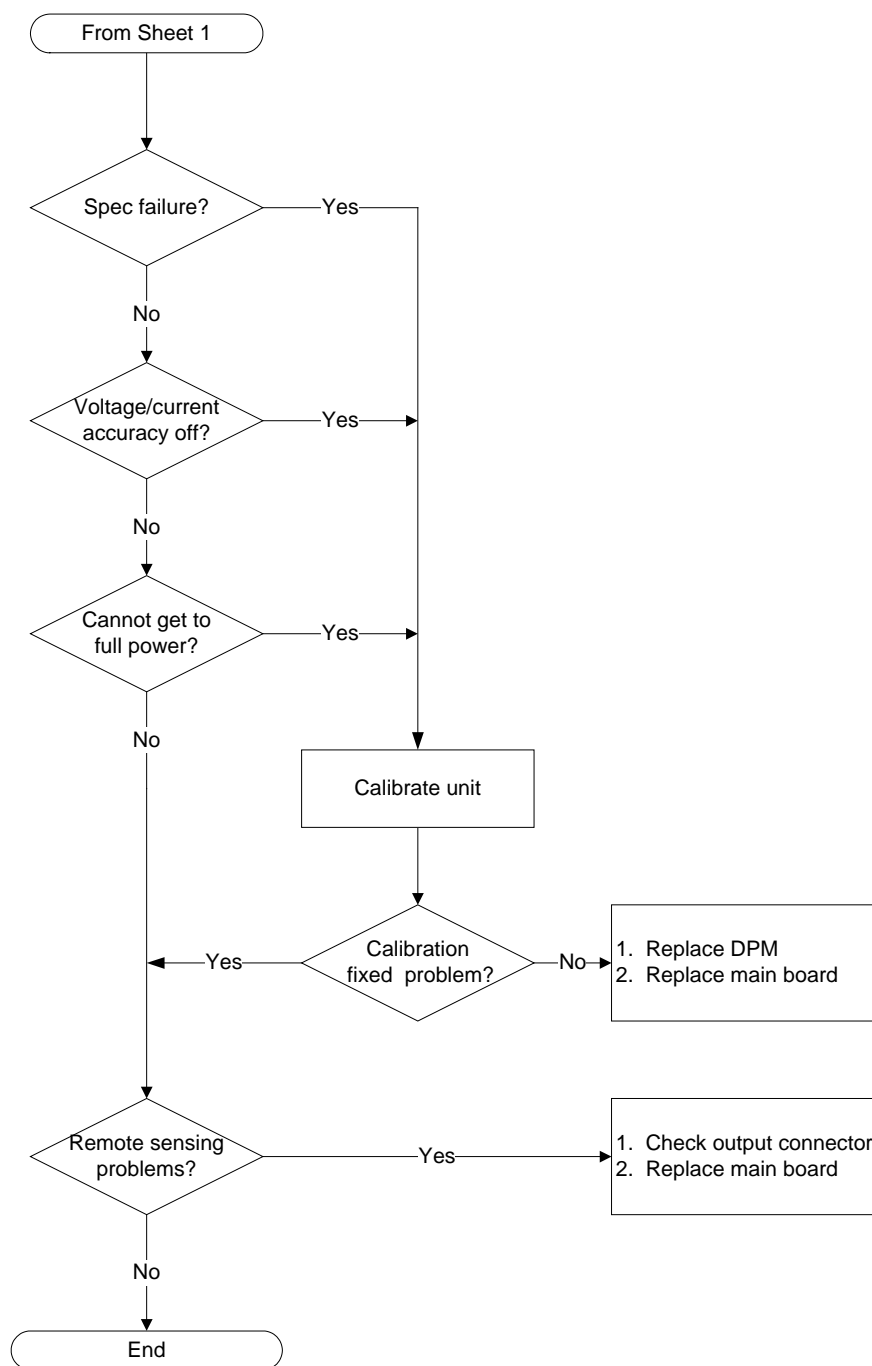 From Sheet 1
Spec failure?
Yes
No
Voltage/current
accuracy off?
Yes
No
Cannot get to
full power?
Yes
No
Calibrate unit
Calibration
fixed problem?
Yes
No
1. Replace DPM
2. Replace main board
Remote sensing
problems?
Yes
1. Check output connector
2. Replace main board
No
End